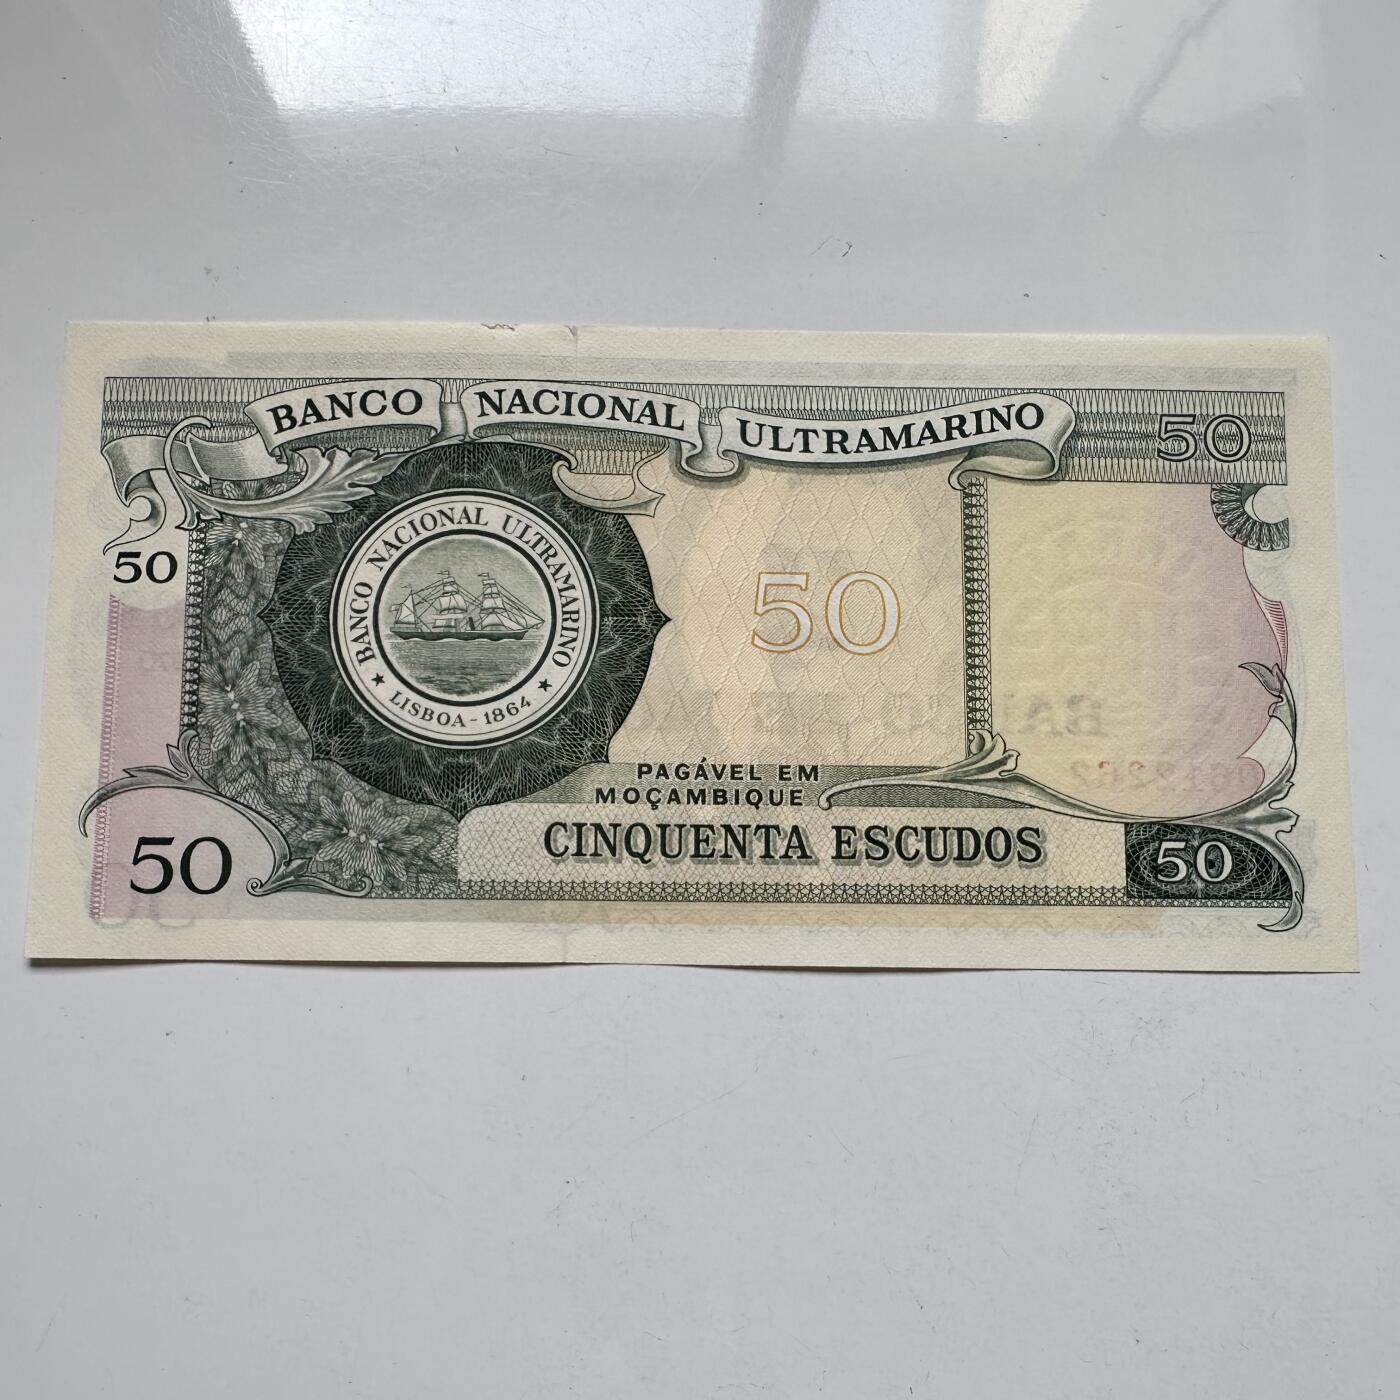 BANCO NACIONAL ULTRAMARINO
50
50
BANCO NACIONAL ULTRAMARINO
★ LISBOA - 1864 ★
50
PAGÁVEL EM
MOÇAMBIQUE
CINQUENTA ESCUDOS
50
50